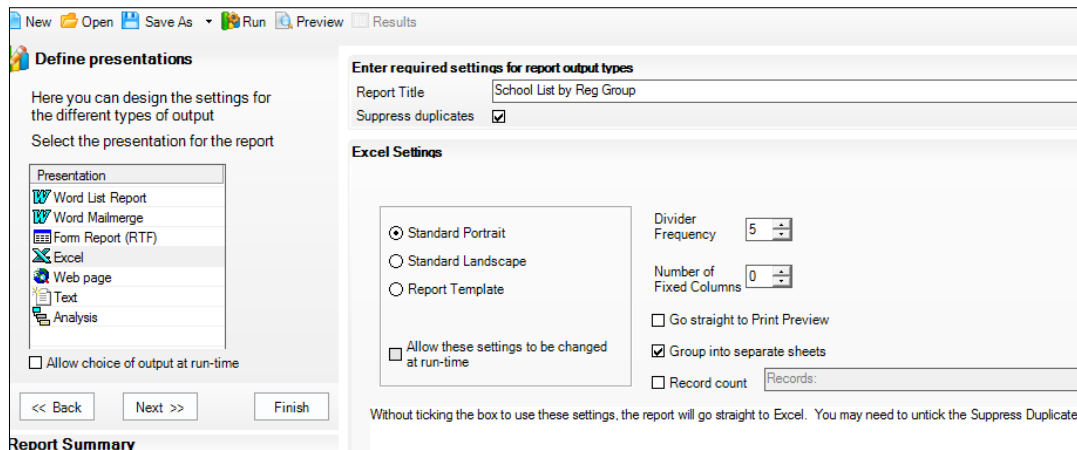 New Open Save As Run Preview Results
Define presentations
Here you can design the settings for
the different types of output
Select the presentation for the report
Presentation
Word List Report
Word Mailmerge
Form Report (RTF)
Excel
Web page
Text
Analysis
Allow choice of output at run-time
<< Back Next >> Finish
Report Summary
Enter required settings for report output types
Report Title School List by Reg Group
Suppress duplicates
Excel Settings
Standard Portrait
Standard Landscape
Report Template
Allow these settings to be changed
at run-time
Divider
Frequency 5
Number of
Fixed Columns 0
Go straight to Print Preview
Group into separate sheets
Record count Records:
Without ticking the box to use these settings, the report will go straight to Excel. You may need to untick the Suppress Duplicate